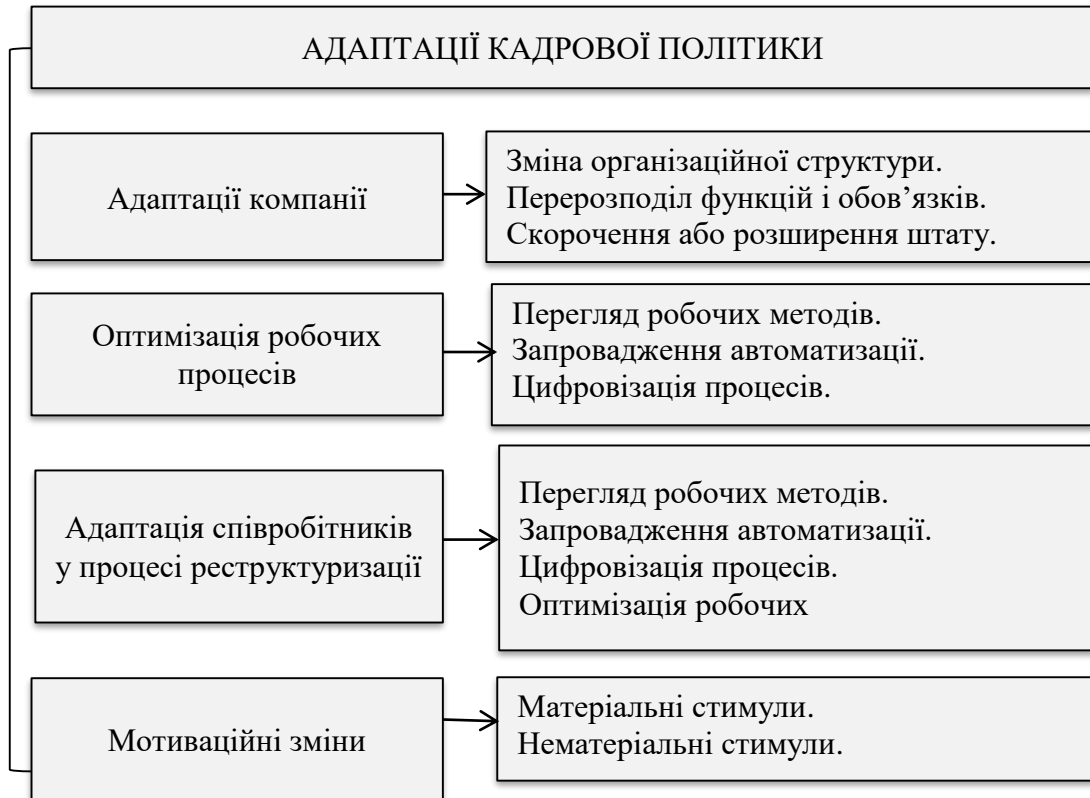 АДАПТАЦІЇ КАДРОВОЇ ПОЛІТИКИ
Адаптації компанії
Зміна організаційної структури.
Перерозподіл функцій і обов’язків.
Скорочення або розширення штату.
Оптимізація робочих
процесів
Перегляд робочих методів.
Запровадження автоматизації.
Цифровізація процесів.
Адаптація співробітників
у процесі реструктуризації
Перегляд робочих методів.
Запровадження автоматизації.
Цифровізація процесів.
Оптимізація робочих
Мотиваційні зміни
Матеріальні стимули.
Нематеріальні стимули.